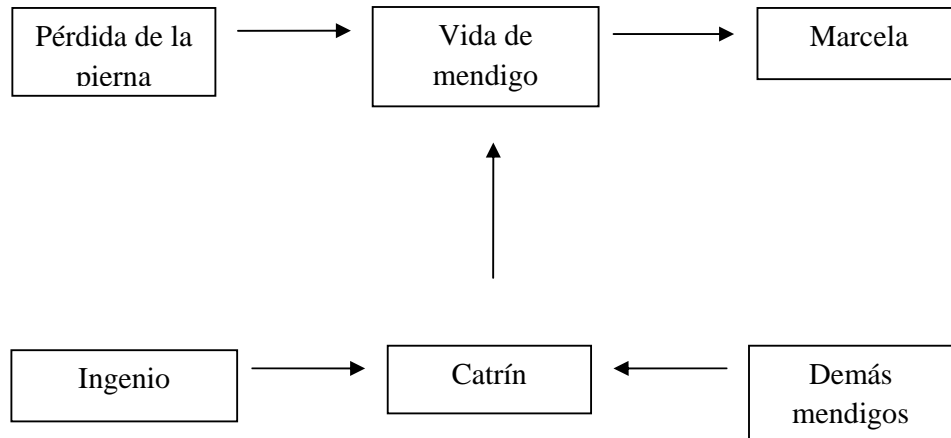 Pérdida de la
pierna
Vida de
mendigo
Marcela
Ingenio
Catrín
Demás
mendigos